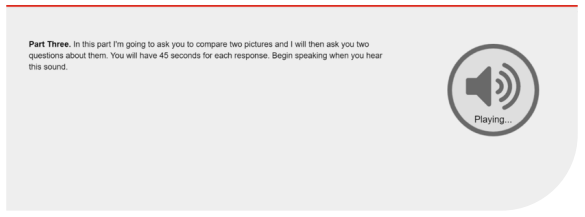 Part Three. In this part I'm going to ask you to compare two pictures and I will then ask you two
questions about them. You will have 45 seconds for each response. Begin speaking when you hear
this sound.
Playing...